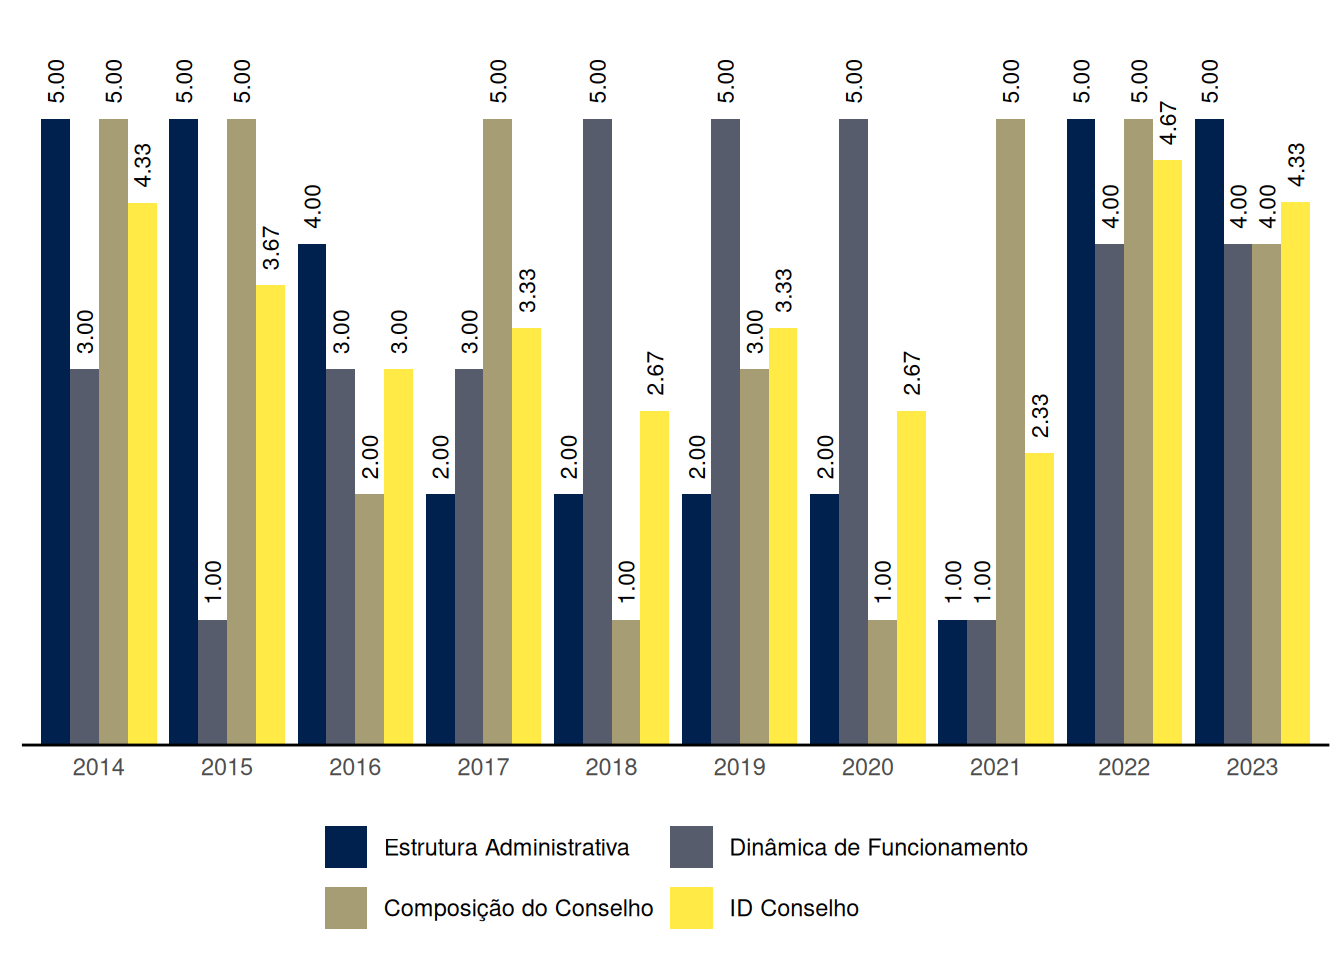 5.00 3.00 5.00 4.33 5.00 1.00 5.00 3.67 4.00 3.00 2.00 3.00 2.00 3.00 5.00 3.33 2.00 5.00 1.00 2.67 2.00 5.00 3.00 3.33 2.00 5.00 1.00 2.67 1.00 1.00 5.00 2.33 5.00 4.00 5.00 4.67 5.00 4.00 4.00 4.33
2014 2015 2016 2017 2018 2019 2020 2021 2022 2023
Estrutura Administrativa Dinâmica de Funcionamento
Composição do Conselho ID Conselho